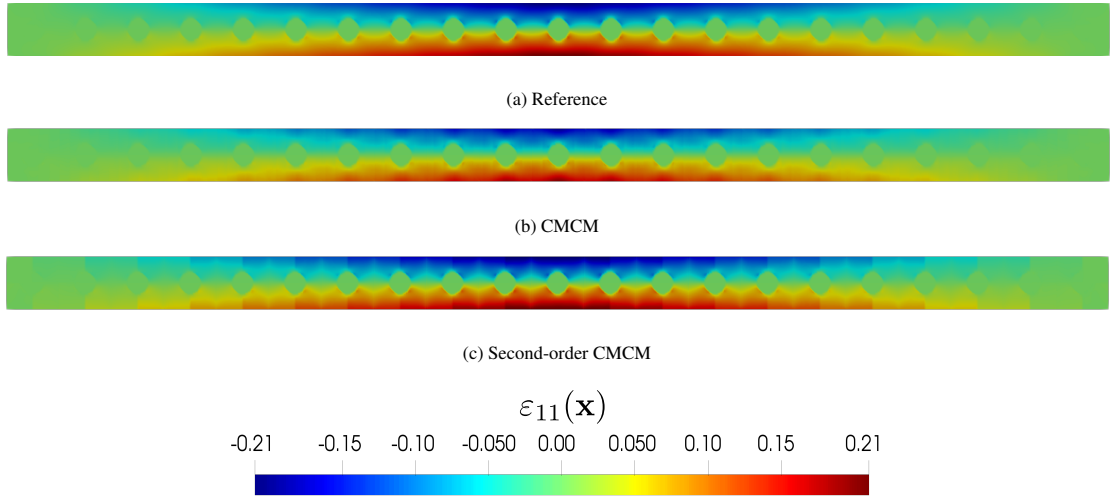 (a) Reference
(b) CMCM
(c) Second-order CMCM
ε₁₁(𝐱)
-0.21 -0.15 -0.10 -0.050 0.00 0.050 0.10 0.15 0.21